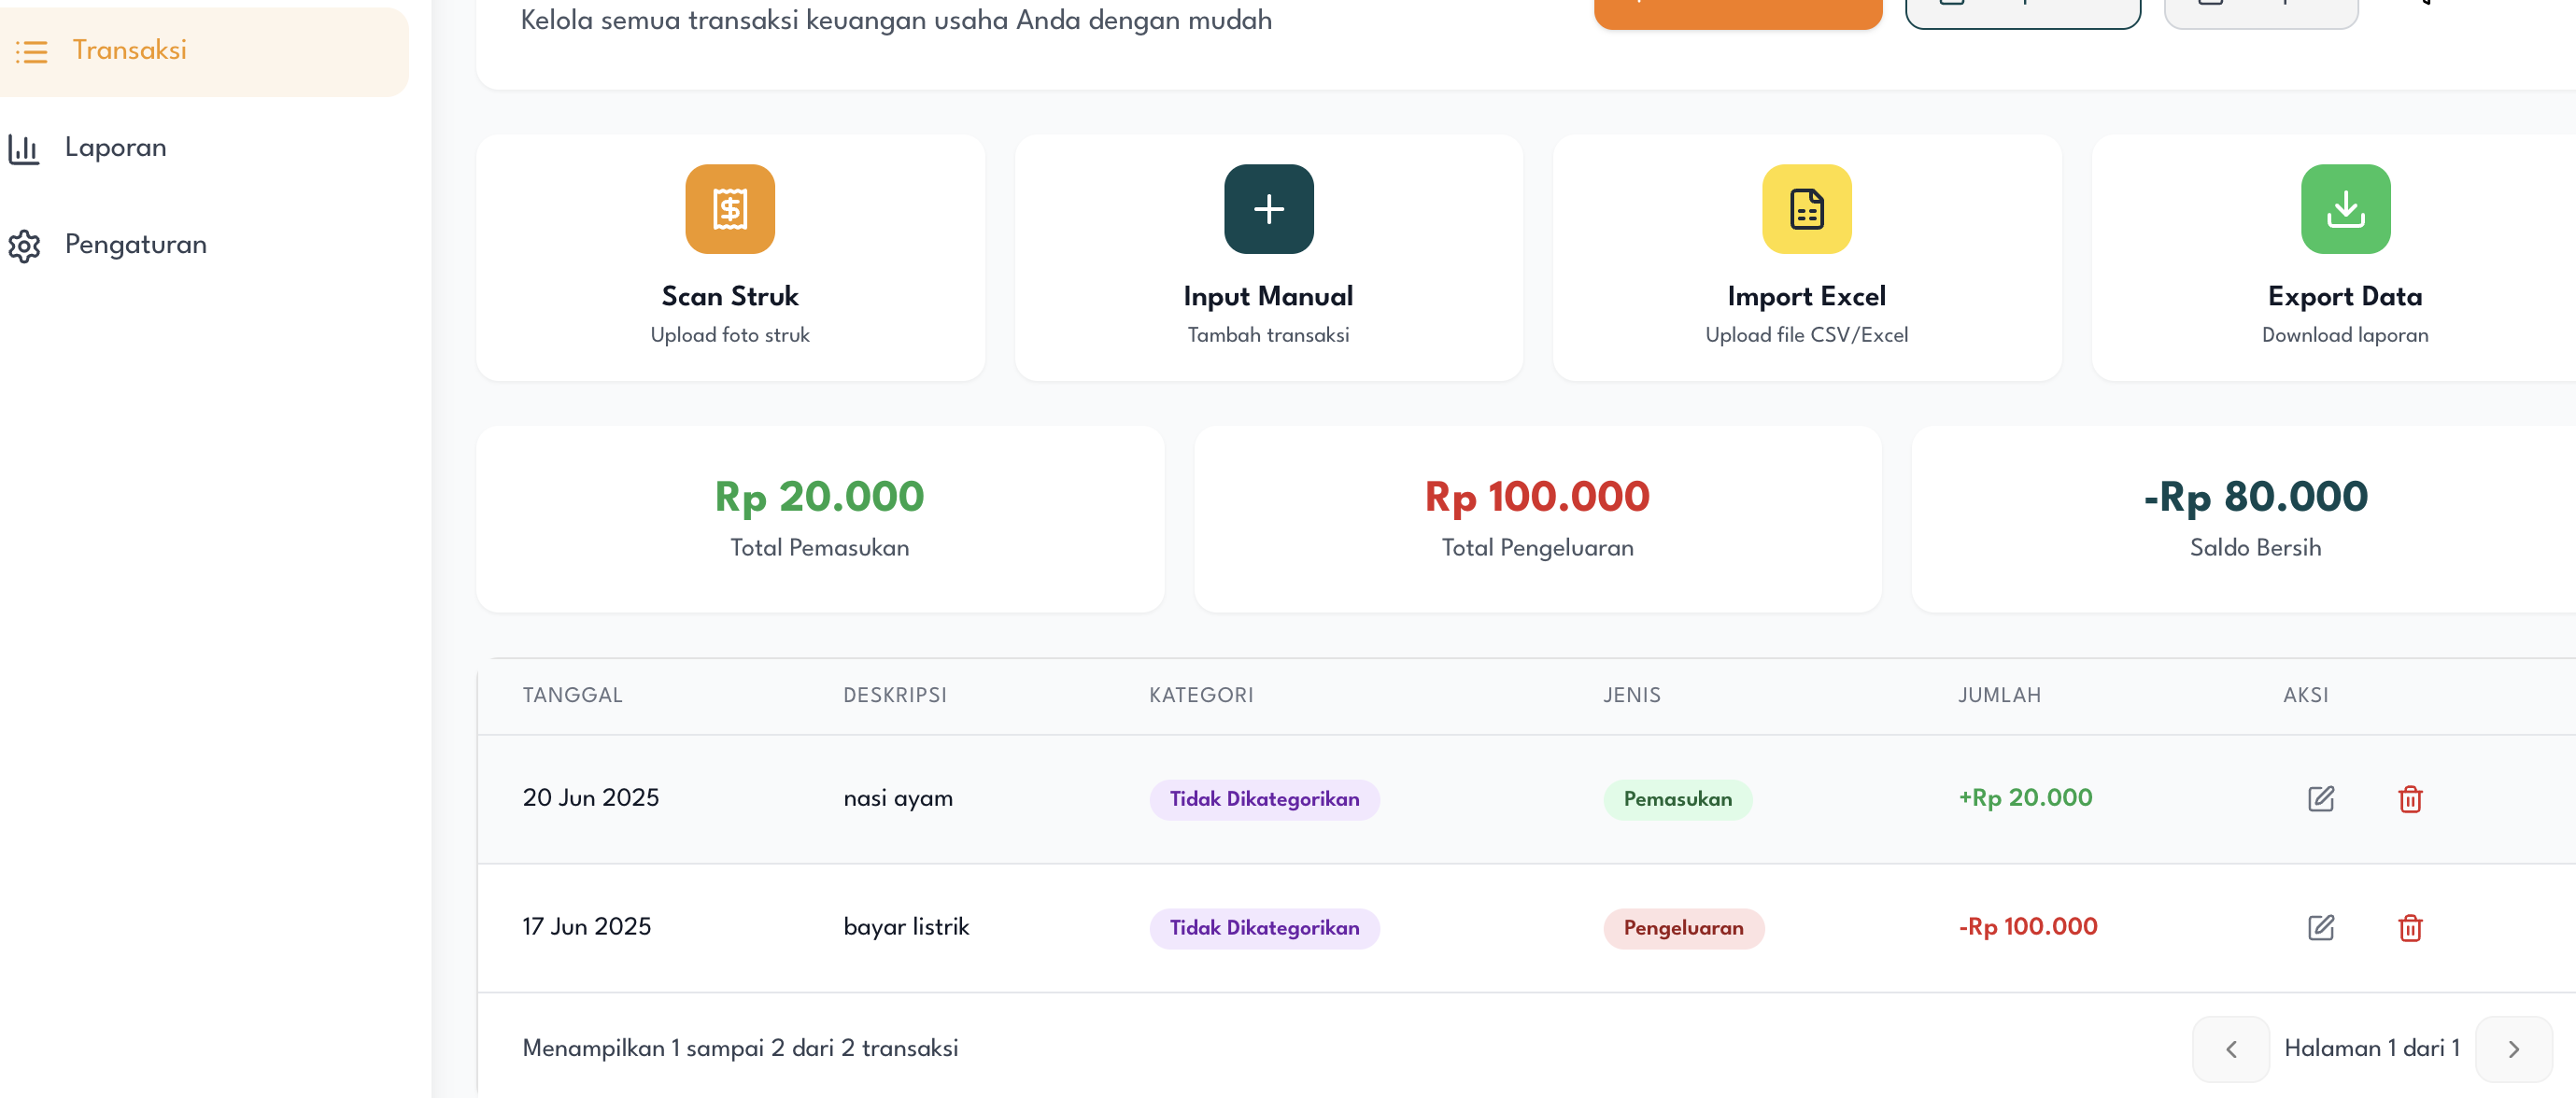 Kelola semua transaksi keuangan usaha Anda dengan mudah
Transaksi
Laporan
Pengaturan
Scan Struk
Upload foto struk
Input Manual
Tambah transaksi
Import Excel
Upload file CSV/Excel
Export Data
Download laporan
Rp 20.000
Total Pemasukan
Rp 100.000
Total Pengeluaran
-Rp 80.000
Saldo Bersih
TANGGAL DESKRIPSI KATEGORI JENIS JUMLAH AKSI
20 Jun 2025 nasi ayam Tidak Dikategorikan Pemasukan +Rp 20.000
17 Jun 2025 bayar listrik Tidak Dikategorikan Pengeluaran -Rp 100.000
Menampilkan 1 sampai 2 dari 2 transaksi
Halaman 1 dari 1